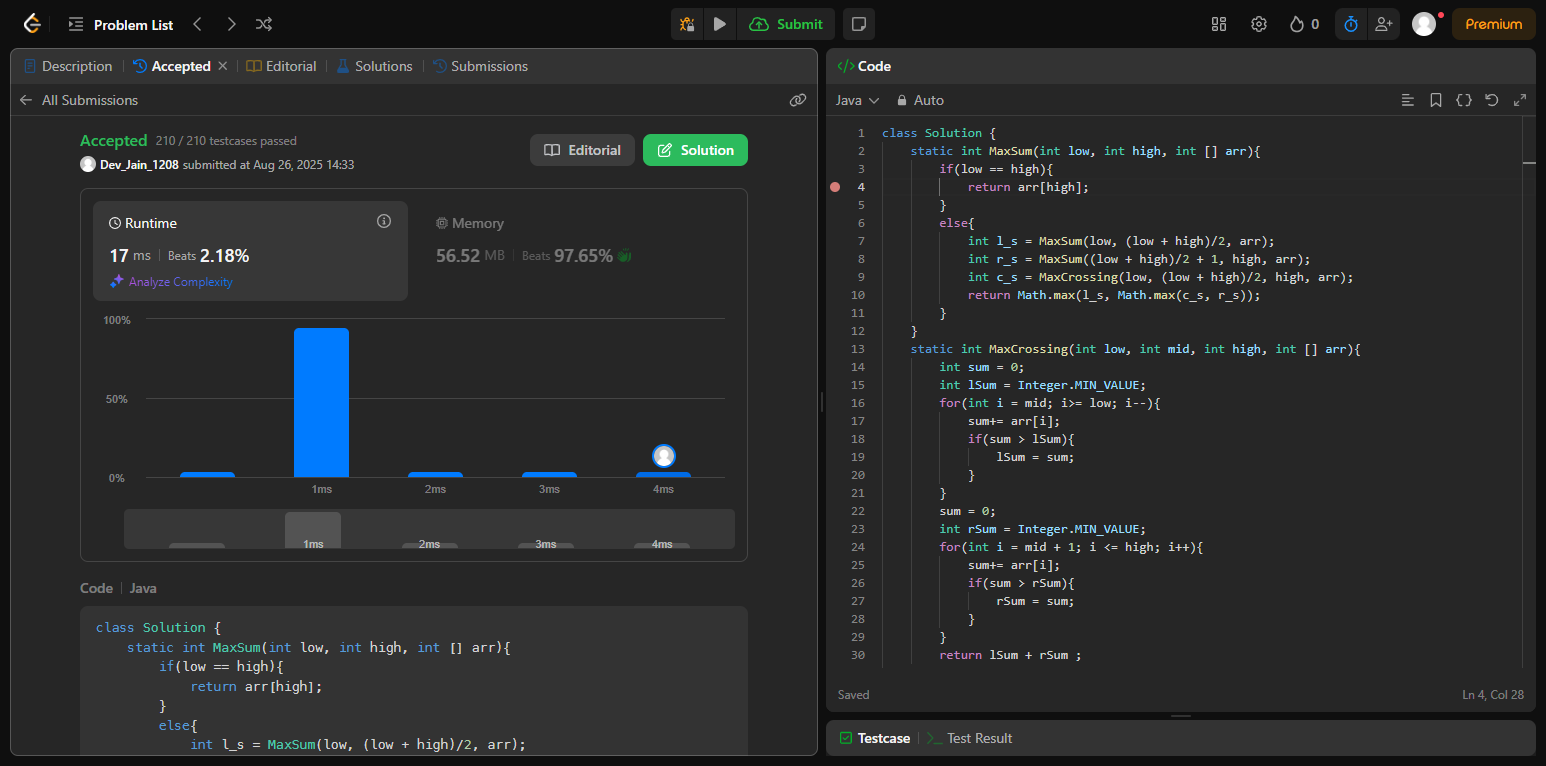 Problem List
Submit
0
Premium
Description
Accepted
Editorial
Solutions
Submissions
All Submissions
Accepted 210 / 210 testcases passed
Dev_Jain_1208 submitted at Aug 26, 2025 14:33
Editorial
Solution
Runtime
17 ms Beats 2.18%
Analyze Complexity
Memory
56.52 MB Beats 97.65%
100%
50%
0%
1ms 2ms 3ms 4ms
1ms 2ms 3ms 4ms
Code Java
class Solution {
static int MaxSum(int low, int high, int [] arr){
if(low == high){
return arr[high];
}
else{
int l_s = MaxSum(low, (low + high)/2, arr);
</> Code
Java Auto
1 class Solution {
2 static int MaxSum(int low, int high, int [] arr){
3 if(low == high){
4 return arr[high];
5 }
6 else{
7 int l_s = MaxSum(low, (low + high)/2, arr);
8 int r_s = MaxSum((low + high)/2 + 1, high, arr);
9 int c_s = MaxCrossing(low, (low + high)/2, high, arr);
10 return Math.max(l_s, Math.max(c_s, r_s));
11 }
12 }
13 static int MaxCrossing(int low, int mid, int high, int [] arr){
14 int sum = 0;
15 int lSum = Integer.MIN_VALUE;
16 for(int i = mid; i>= low; i--){
17 sum+= arr[i];
18 if(sum > lSum){
19 lSum = sum;
20 }
21 }
22 sum = 0;
23 int rSum = Integer.MIN_VALUE;
24 for(int i = mid + 1; i <= high; i++){
25 sum+= arr[i];
26 if(sum > rSum){
27 rSum = sum;
28 }
29 }
30 return lSum + rSum ;
Saved
Ln 4, Col 28
Testcase
>_ Test Result